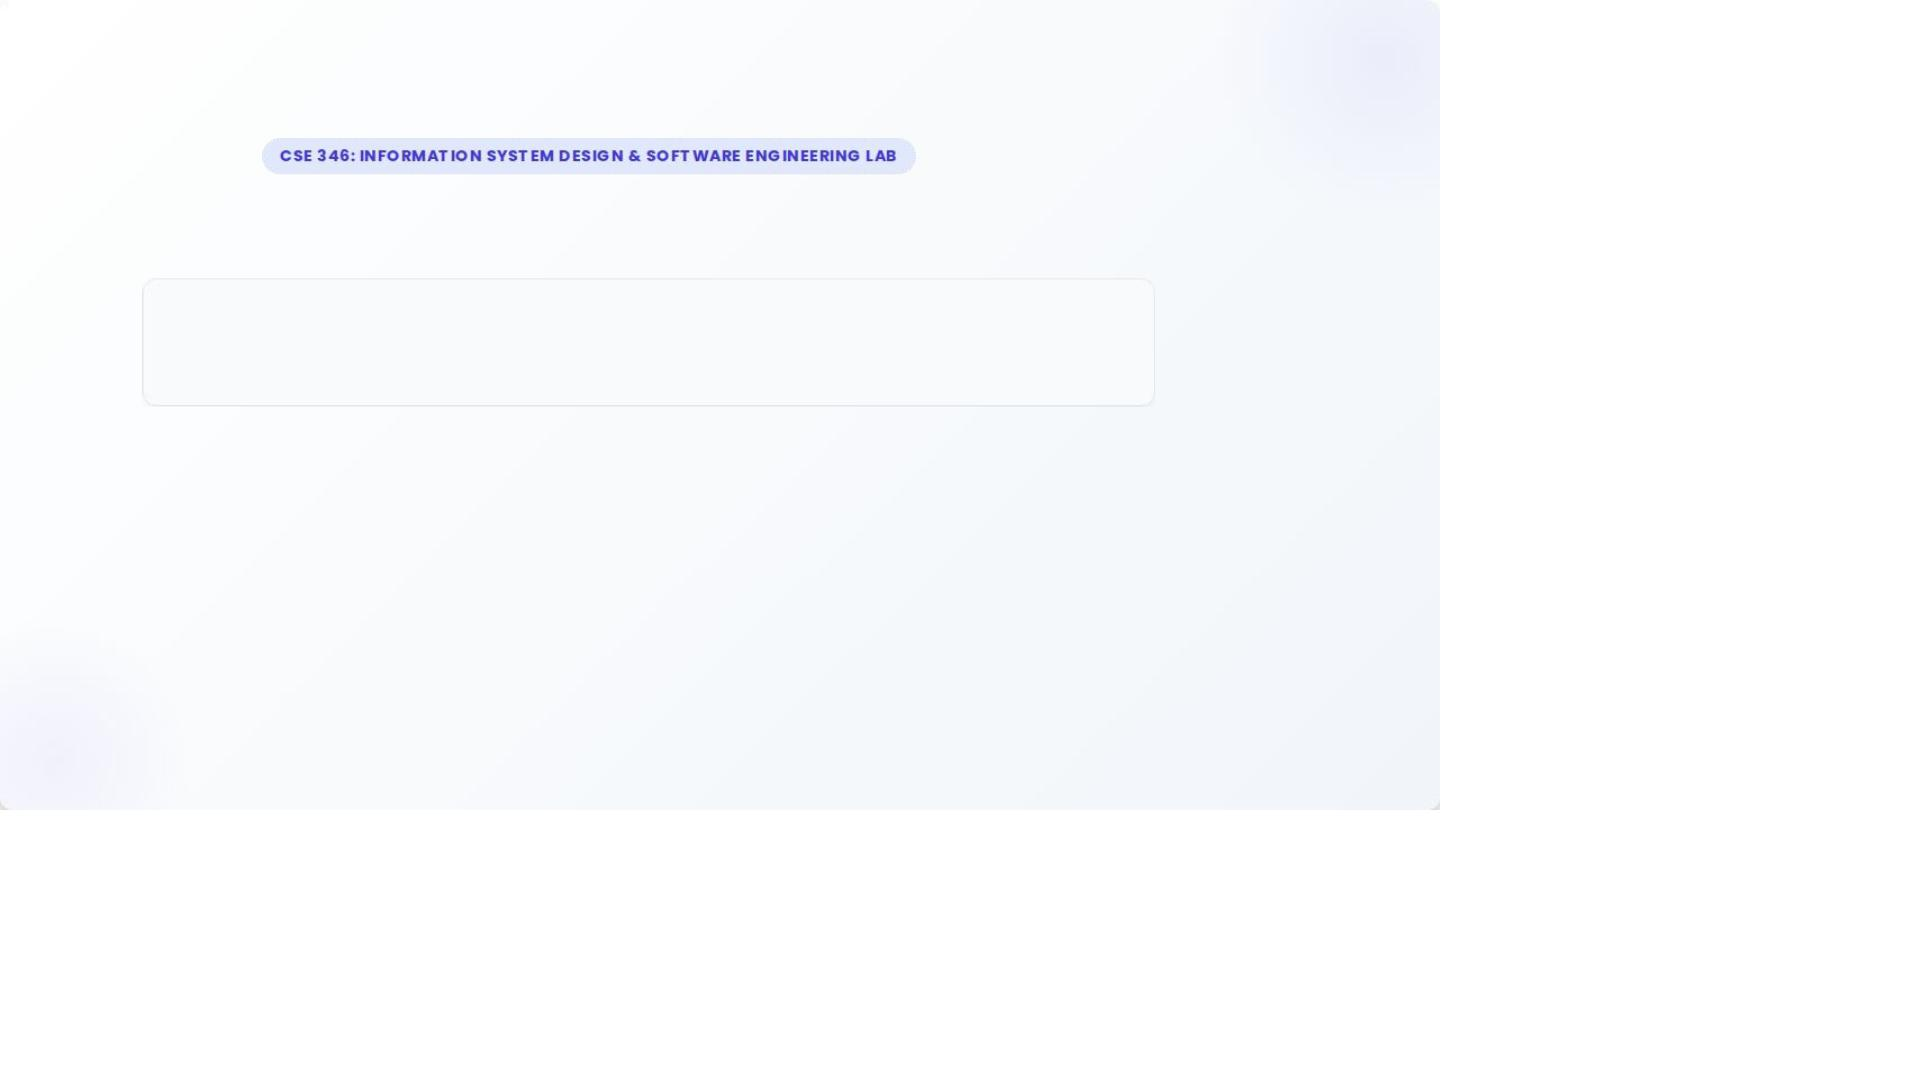 CSE 346: INFORMATION SYSTEM DESIGN & SOFTWARE ENGINEERING LAB